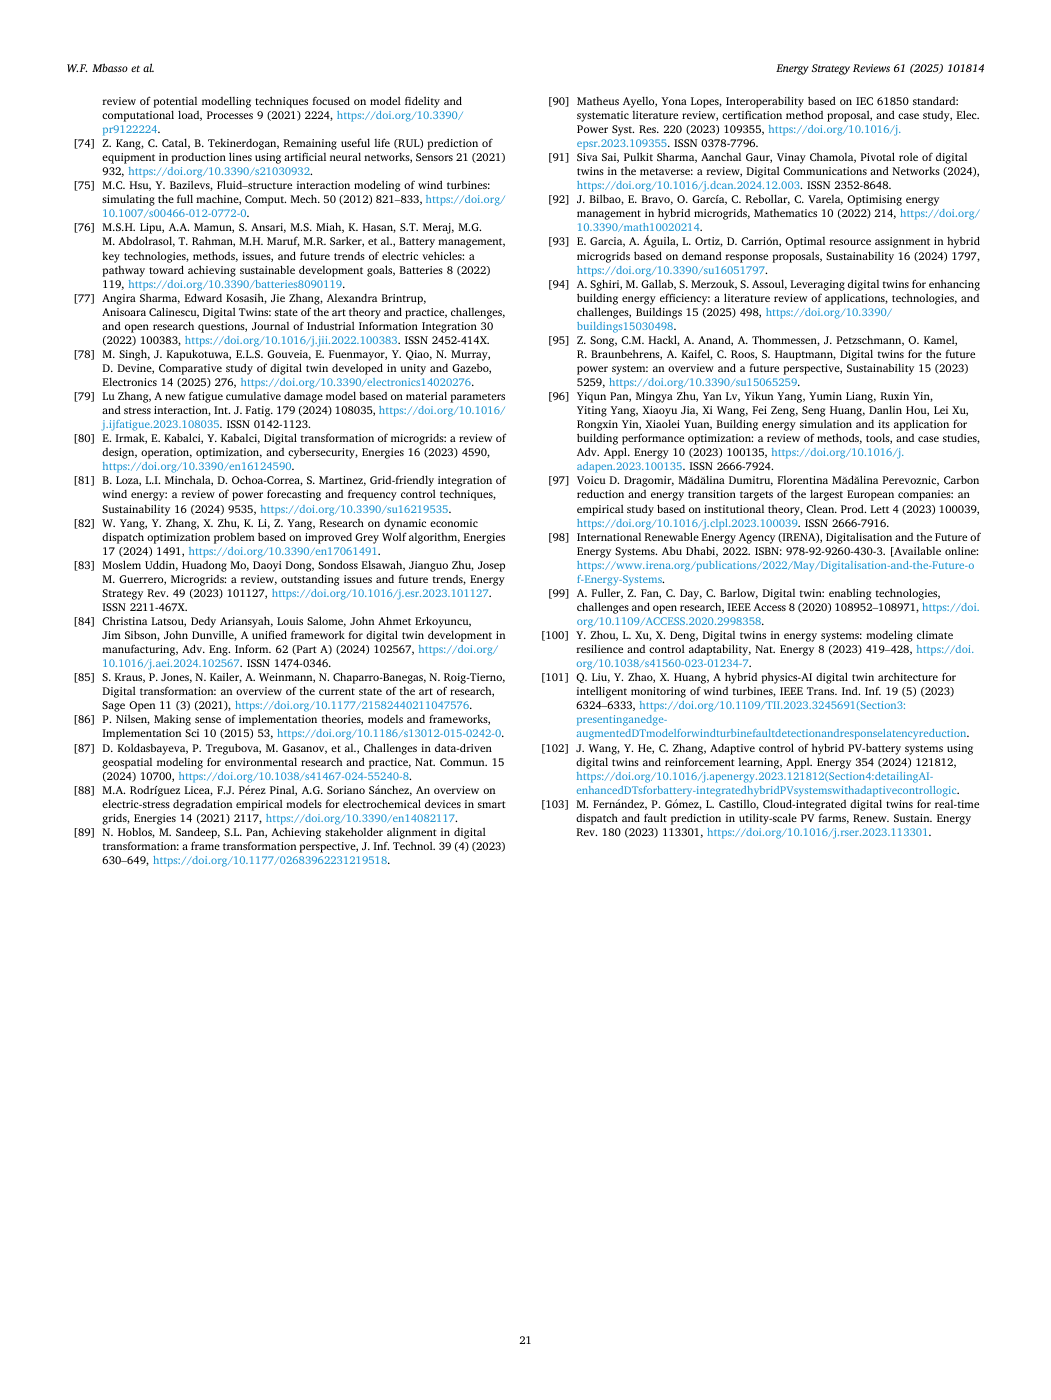 W.F. Mbasso et al.
Energy Strategy Reviews 61 (2025) 101814
review of potential modelling techniques focused on model fidelity and
computational load, Processes 9 (2021) 2224, https://doi.org/10.3390/
pr9122224.
[74] Z. Kang, C. Catal, B. Tekinerdogan, Remaining useful life (RUL) prediction of
equipment in production lines using artificial neural networks, Sensors 21 (2021)
932, https://doi.org/10.3390/s21030932.
[75] M.C. Hsu, Y. Bazilevs, Fluid–structure interaction modeling of wind turbines:
simulating the full machine, Comput. Mech. 50 (2012) 821–833, https://doi.org/
10.1007/s00466-012-0772-0.
[76] M.S.H. Lipu, A.A. Mamun, S. Ansari, M.S. Miah, K. Hasan, S.T. Meraj, M.G.
M. Abdolrasol, T. Rahman, M.H. Maruf, M.R. Sarker, et al., Battery management,
key technologies, methods, issues, and future trends of electric vehicles: a
pathway toward achieving sustainable development goals, Batteries 8 (2022)
119, https://doi.org/10.3390/batteries8090119.
[77] Angira Sharma, Edward Kosasih, Jie Zhang, Alexandra Brintrup,
Anisoara Calinescu, Digital Twins: state of the art theory and practice, challenges,
and open research questions, Journal of Industrial Information Integration 30
(2022) 100383, https://doi.org/10.1016/j.jii.2022.100383. ISSN 2452-414X.
[78] M. Singh, J. Kapukotuwa, E.L.S. Gouveia, E. Fuenmayor, Y. Qiao, N. Murray,
D. Devine, Comparative study of digital twin developed in unity and Gazebo,
Electronics 14 (2025) 276, https://doi.org/10.3390/electronics14020276.
[79] Lu Zhang, A new fatigue cumulative damage model based on material parameters
and stress interaction, Int. J. Fatig. 179 (2024) 108035, https://doi.org/10.1016/
j.ijfatigue.2023.108035. ISSN 0142-1123.
[80] E. Irmak, E. Kabalci, Y. Kabalci, Digital transformation of microgrids: a review of
design, operation, optimization, and cybersecurity, Energies 16 (2023) 4590,
https://doi.org/10.3390/en16124590.
[81] B. Loza, L.I. Minchala, D. Ochoa-Correa, S. Martinez, Grid-friendly integration of
wind energy: a review of power forecasting and frequency control techniques,
Sustainability 16 (2024) 9535, https://doi.org/10.3390/su16219535.
[82] W. Yang, Y. Zhang, X. Zhu, K. Li, Z. Yang, Research on dynamic economic
dispatch optimization problem based on improved Grey Wolf algorithm, Energies
17 (2024) 1491, https://doi.org/10.3390/en17061491.
[83] Moslem Uddin, Huadong Mo, Daoyi Dong, Sondoss Elsawah, Jianguo Zhu, Josep
M. Guerrero, Microgrids: a review, outstanding issues and future trends, Energy
Strategy Rev. 49 (2023) 101127, https://doi.org/10.1016/j.esr.2023.101127.
ISSN 2211-467X.
[84] Christina Latsou, Dedy Ariansyah, Louis Salome, John Ahmet Erkoyuncu,
Jim Sibson, John Dunville, A unified framework for digital twin development in
manufacturing, Adv. Eng. Inform. 62 (Part A) (2024) 102567, https://doi.org/
10.1016/j.aei.2024.102567. ISSN 1474-0346.
[85] S. Kraus, P. Jones, N. Kailer, A. Weinmann, N. Chaparro-Banegas, N. Roig-Tierno,
Digital transformation: an overview of the current state of the art of research,
Sage Open 11 (3) (2021), https://doi.org/10.1177/21582440211047576.
[86] P. Nilsen, Making sense of implementation theories, models and frameworks,
Implementation Sci 10 (2015) 53, https://doi.org/10.1186/s13012-015-0242-0.
[87] D. Koldasbayeva, P. Tregubova, M. Gasanov, et al., Challenges in data-driven
geospatial modeling for environmental research and practice, Nat. Commun. 15
(2024) 10700, https://doi.org/10.1038/s41467-024-55240-8.
[88] M.A. Rodríguez Licea, F.J. Pérez Pinal, A.G. Soriano Sánchez, An overview on
electric-stress degradation empirical models for electrochemical devices in smart
grids, Energies 14 (2021) 2117, https://doi.org/10.3390/en14082117.
[89] N. Hoblos, M. Sandeep, S.L. Pan, Achieving stakeholder alignment in digital
transformation: a frame transformation perspective, J. Inf. Technol. 39 (4) (2023)
630–649, https://doi.org/10.1177/02683962231219518.
[90] Matheus Ayello, Yona Lopes, Interoperability based on IEC 61850 standard:
systematic literature review, certification method proposal, and case study, Elec.
Power Syst. Res. 220 (2023) 109355, https://doi.org/10.1016/j.
epsr.2023.109355. ISSN 0378-7796.
[91] Siva Sai, Pulkit Sharma, Aanchal Gaur, Vinay Chamola, Pivotal role of digital
twins in the metaverse: a review, Digital Communications and Networks (2024),
https://doi.org/10.1016/j.dcan.2024.12.003. ISSN 2352-8648.
[92] J. Bilbao, E. Bravo, O. García, C. Rebollar, C. Varela, Optimising energy
management in hybrid microgrids, Mathematics 10 (2022) 214, https://doi.org/
10.3390/math10020214.
[93] E. Garcia, A. Águila, L. Ortiz, D. Carrión, Optimal resource assignment in hybrid
microgrids based on demand response proposals, Sustainability 16 (2024) 1797,
https://doi.org/10.3390/su16051797.
[94] A. Sghiri, M. Gallab, S. Merzouk, S. Assoul, Leveraging digital twins for enhancing
building energy efficiency: a literature review of applications, technologies, and
challenges, Buildings 15 (2025) 498, https://doi.org/10.3390/
buildings15030498.
[95] Z. Song, C.M. Hackl, A. Anand, A. Thommessen, J. Petzschmann, O. Kamel,
R. Braunbehrens, A. Kaifel, C. Roos, S. Hauptmann, Digital twins for the future
power system: an overview and a future perspective, Sustainability 15 (2023)
5259, https://doi.org/10.3390/su15065259.
[96] Yiqun Pan, Mingya Zhu, Yan Lv, Yikun Yang, Yumin Liang, Ruxin Yin,
Yiting Yang, Xiaoyu Jia, Xi Wang, Fei Zeng, Seng Huang, Danlin Hou, Lei Xu,
Rongxin Yin, Xiaolei Yuan, Building energy simulation and its application for
building performance optimization: a review of methods, tools, and case studies,
Adv. Appl. Energy 10 (2023) 100135, https://doi.org/10.1016/j.
adapen.2023.100135. ISSN 2666-7924.
[97] Voicu D. Dragomir, Mădălina Dumitru, Florentina Mădălina Perevoznic, Carbon
reduction and energy transition targets of the largest European companies: an
empirical study based on institutional theory, Clean. Prod. Lett 4 (2023) 100039,
https://doi.org/10.1016/j.clpl.2023.100039. ISSN 2666-7916.
[98] International Renewable Energy Agency (IRENA), Digitalisation and the Future of
Energy Systems. Abu Dhabi, 2022. ISBN: 978-92-9260-430-3. [Available online:
https://www.irena.org/publications/2022/May/Digitalisation-and-the-Future-o
f-Energy-Systems.
[99] A. Fuller, Z. Fan, C. Day, C. Barlow, Digital twin: enabling technologies,
challenges and open research, IEEE Access 8 (2020) 108952–108971, https://doi.
org/10.1109/ACCESS.2020.2998358.
[100] Y. Zhou, L. Xu, X. Deng, Digital twins in energy systems: modeling climate
resilience and control adaptability, Nat. Energy 8 (2023) 419–428, https://doi.
org/10.1038/s41560-023-01234-7.
[101] Q. Liu, Y. Zhao, X. Huang, A hybrid physics-AI digital twin architecture for
intelligent monitoring of wind turbines, IEEE Trans. Ind. Inf. 19 (5) (2023)
6324–6333, https://doi.org/10.1109/TII.2023.3245691(Section3:
presentinganedge-
augmentedDTmodelforwindturbinefaultdetectionandresponselatencyreduction.
[102] J. Wang, Y. He, C. Zhang, Adaptive control of hybrid PV-battery systems using
digital twins and reinforcement learning, Appl. Energy 354 (2024) 121812,
https://doi.org/10.1016/j.apenergy.2023.121812(Section4:detailingAI-
enhancedDTsforbattery-integratedhybridPVsystemswithadaptivecontrollogic.
[103] M. Fernández, P. Gómez, L. Castillo, Cloud-integrated digital twins for real-time
dispatch and fault prediction in utility-scale PV farms, Renew. Sustain. Energy
Rev. 180 (2023) 113301, https://doi.org/10.1016/j.rser.2023.113301.
21